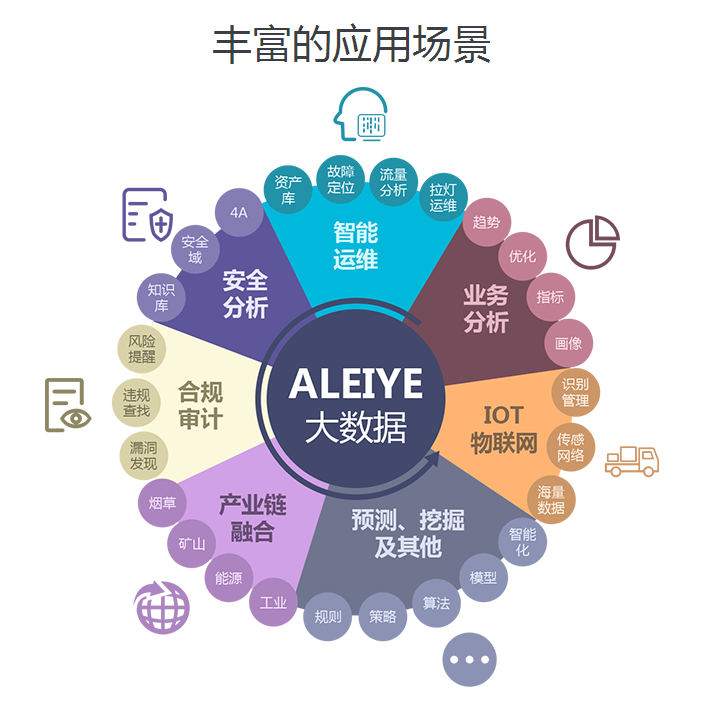 丰富的应用场景
ALEIYE
大数据
智能
运维
资产
库
故障
定位
流量
分析
拉灯
运维
业务
分析
趋势
优化
指标
画像
IOT
物联网
识别
管理
传感
网络
海量
数据
预测、挖掘
及其他
智能
化
模型
算法
策略
规则
产业链
融合
工业
能源
矿山
烟草
合规
审计
漏洞
发现
违规
查找
风险
提醒
安全
分析
知识
库
安全
域
4A